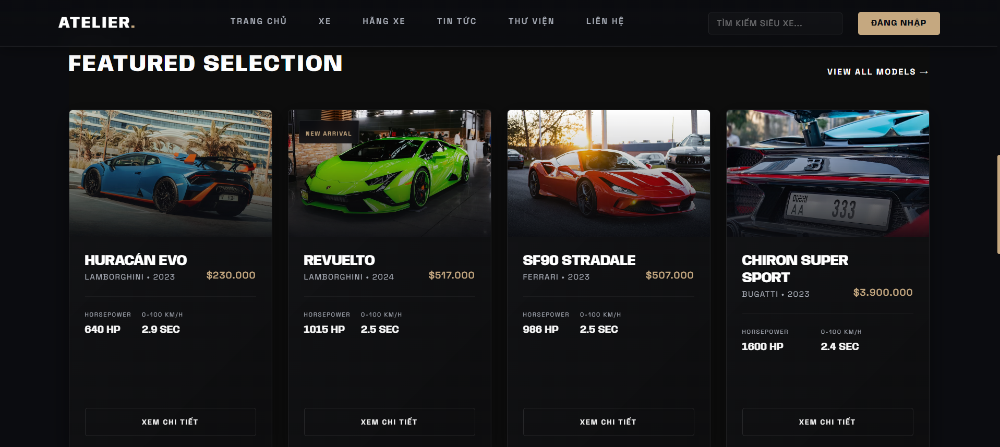 ATELIER.
TRANG CHỦ
XE
HÃNG XE
TIN TỨC
THƯ VIỆN
LIÊN HỆ
TÌM KIẾM SIÊU XE...
ĐĂNG NHẬP
FEATURED SELECTION
VIEW ALL MODELS →
NEW ARRIVAL
DUBAI
AA 333
HURACÁN EVO
LAMBORGHINI • 2023
$230.000
HORSEPOWER
0-100 KM/H
640 HP
2.9 SEC
XEM CHI TIẾT
REVUELTO
LAMBORGHINI • 2024
$517.000
HORSEPOWER
0-100 KM/H
1015 HP
2.5 SEC
XEM CHI TIẾT
SF90 STRADALE
FERRARI • 2023
$507.000
HORSEPOWER
0-100 KM/H
986 HP
2.5 SEC
XEM CHI TIẾT
CHIRON SUPER
SPORT
BUGATTI • 2023
$3.900.000
HORSEPOWER
0-100 KM/H
1600 HP
2.4 SEC
XEM CHI TIẾT